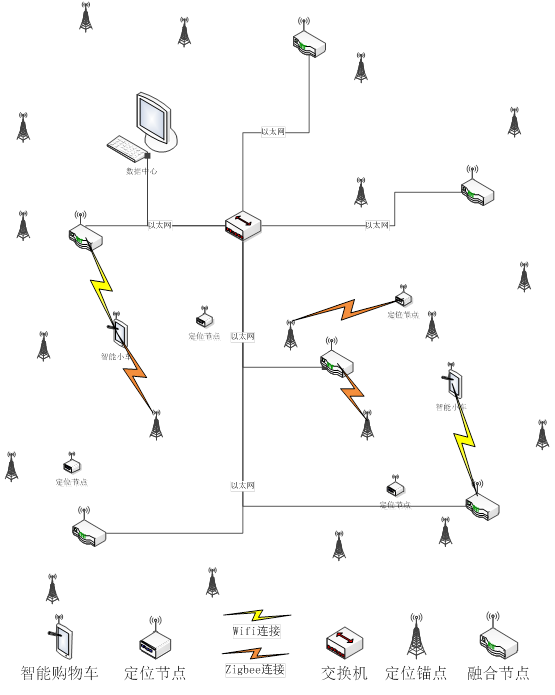 以太网
数据中心
以太网
以太网
定位节点
定位节点
以太网
智能小车
智能小车
定位节点
以太网
定位节点
Wifi连接
Zigbee连接
智能购物车
定位节点
交换机
定位锚点
融合节点